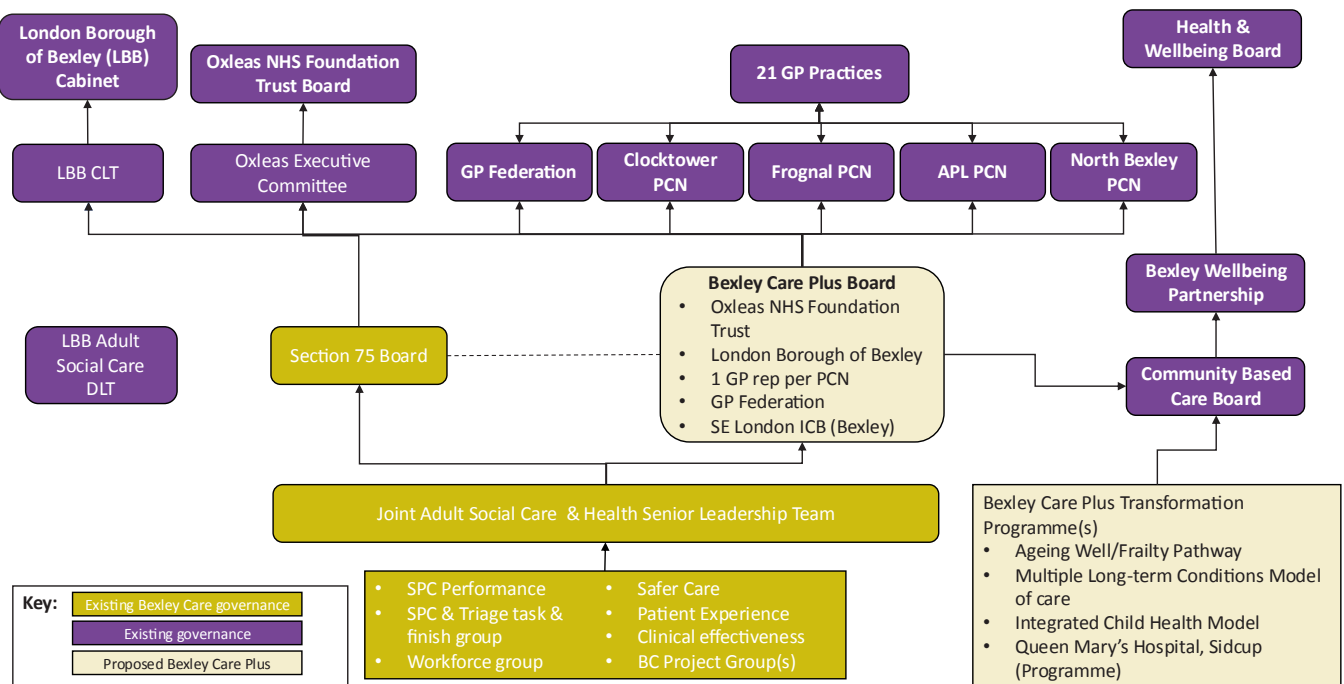 London Borough
of Bexley (LBB)
Cabinet
Oxleas NHS Foundation
Trust Board
21 GP Practices
Health &
Wellbeing Board
LBB CLT
Oxleas Executive
Committee
GP Federation
Clocktower
PCN
Frognal PCN
APL PCN
North Bexley
PCN
Bexley Wellbeing
Partnership
LBB Adult
Social Care
DLT
Section 75 Board
Bexley Care Plus Board
• Oxleas NHS Foundation
Trust
• London Borough of Bexley
• 1 GP rep per PCN
• GP Federation
• SE London ICB (Bexley)
Community Based
Care Board
Joint Adult Social Care & Health Senior Leadership Team
• SPC Performance
• SPC & Triage task &
finish group
• Workforce group
• Safer Care
• Patient Experience
• Clinical effectiveness
• BC Project Group(s)
Bexley Care Plus Transformation
Programme(s)
• Ageing Well/Frailty Pathway
• Multiple Long-term Conditions Model
of care
• Integrated Child Health Model
• Queen Mary's Hospital, Sidcup
(Programme)
Key:
Existing Bexley Care governance
Existing governance
Proposed Bexley Care Plus